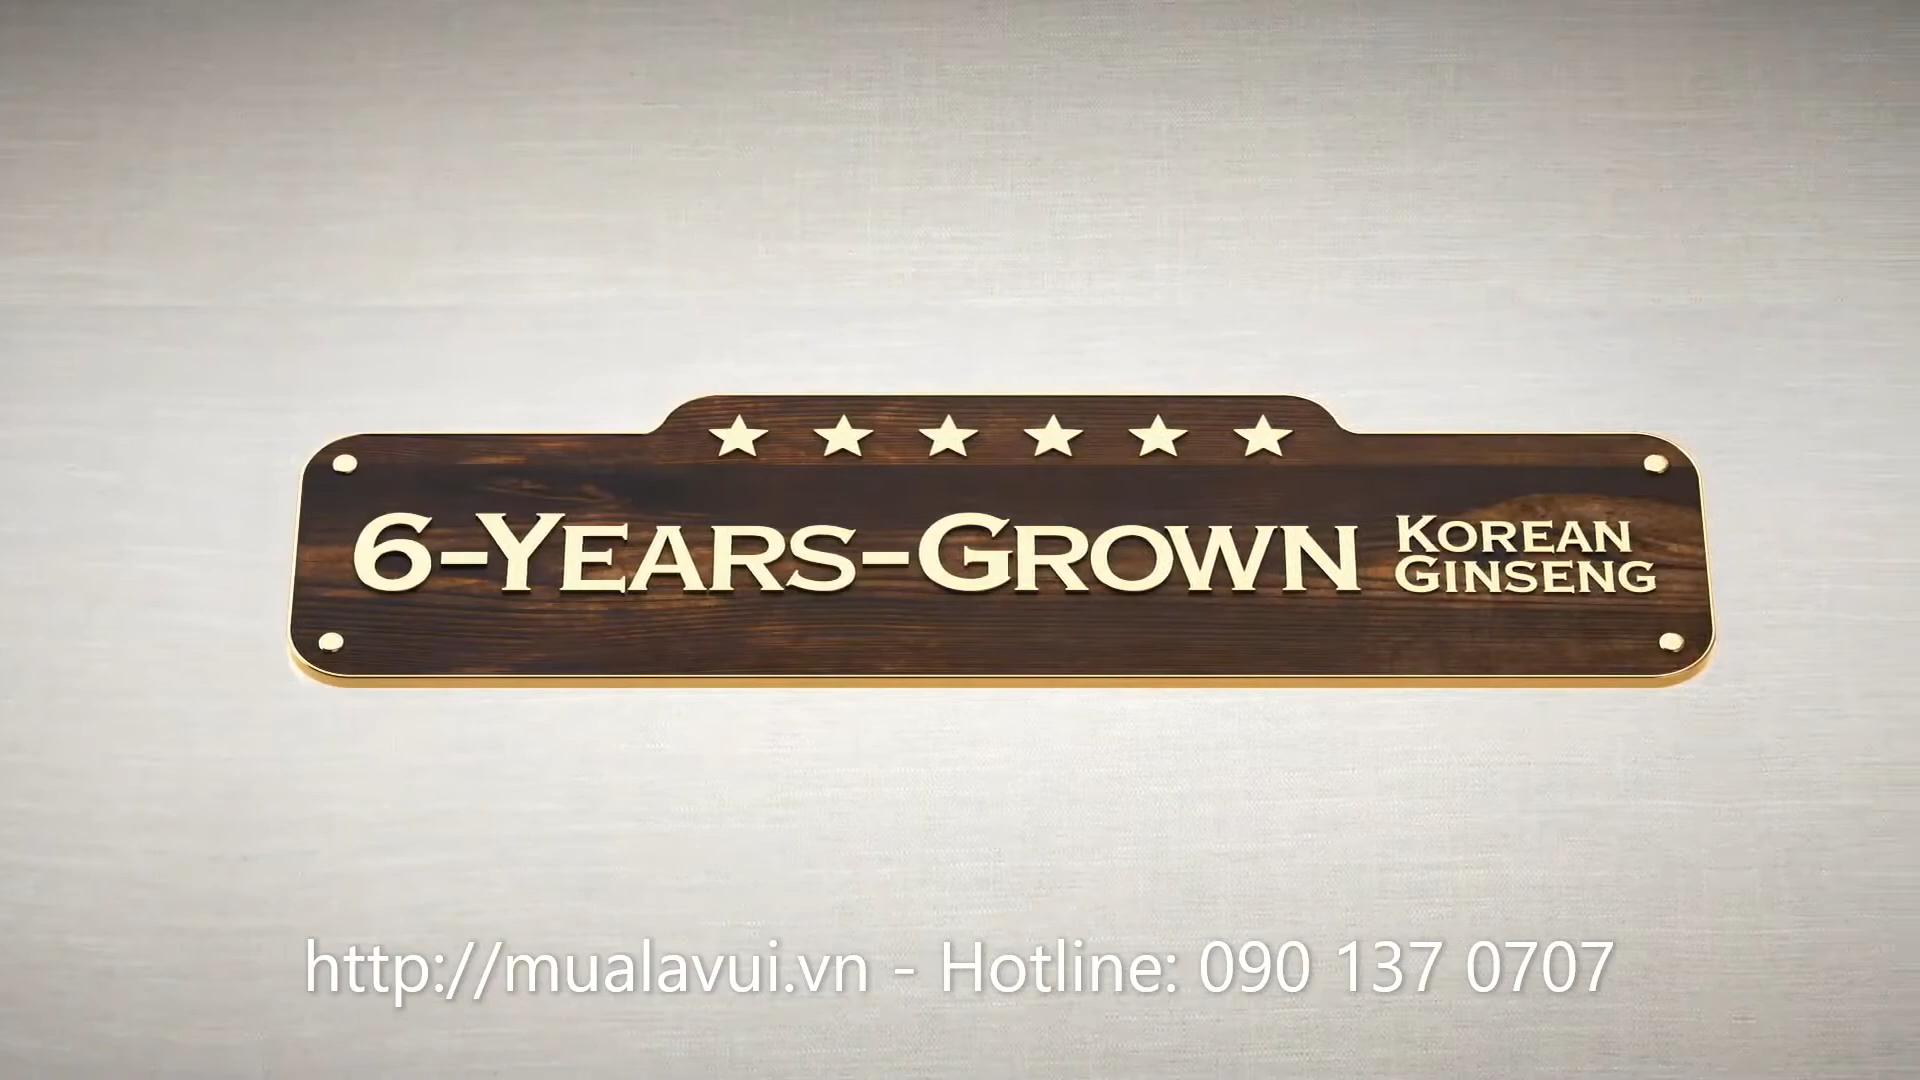 6-YEARS-GROWN KOREAN GINSENG
http://mualavui.vn - Hotline: 090 137 0707